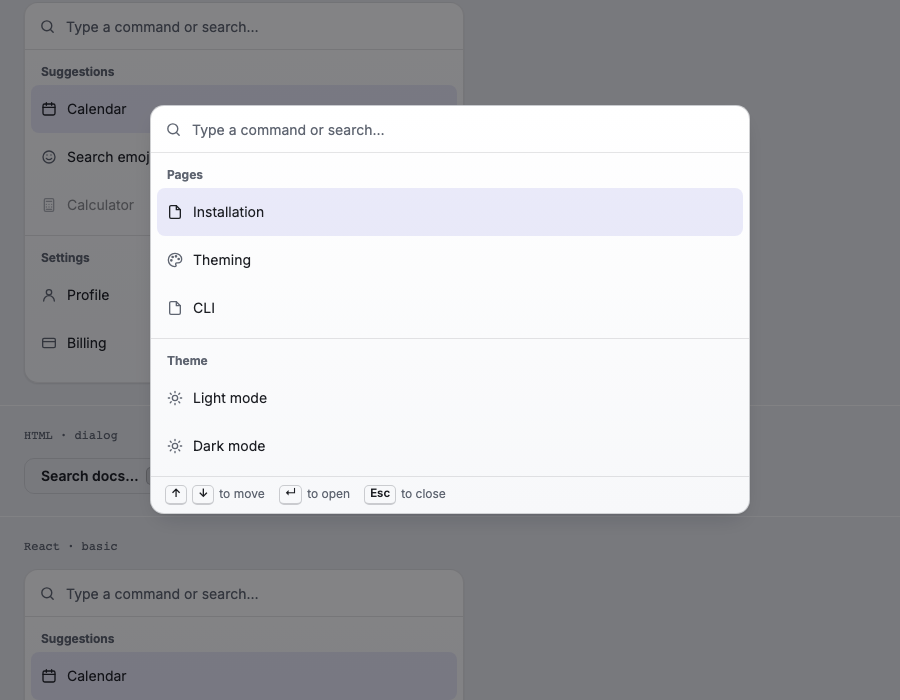 Type a command or search...
Suggestions
Calendar
Search emoj
Calculator
Settings
Profile
Billing
HTML · dialog
Search docs...
Type a command or search...
Pages
Installation
Theming
CLI
Theme
Light mode
Dark mode
↑ ↓ to move ↵ to open Esc to close
React · basic
Type a command or search...
Suggestions
Calendar